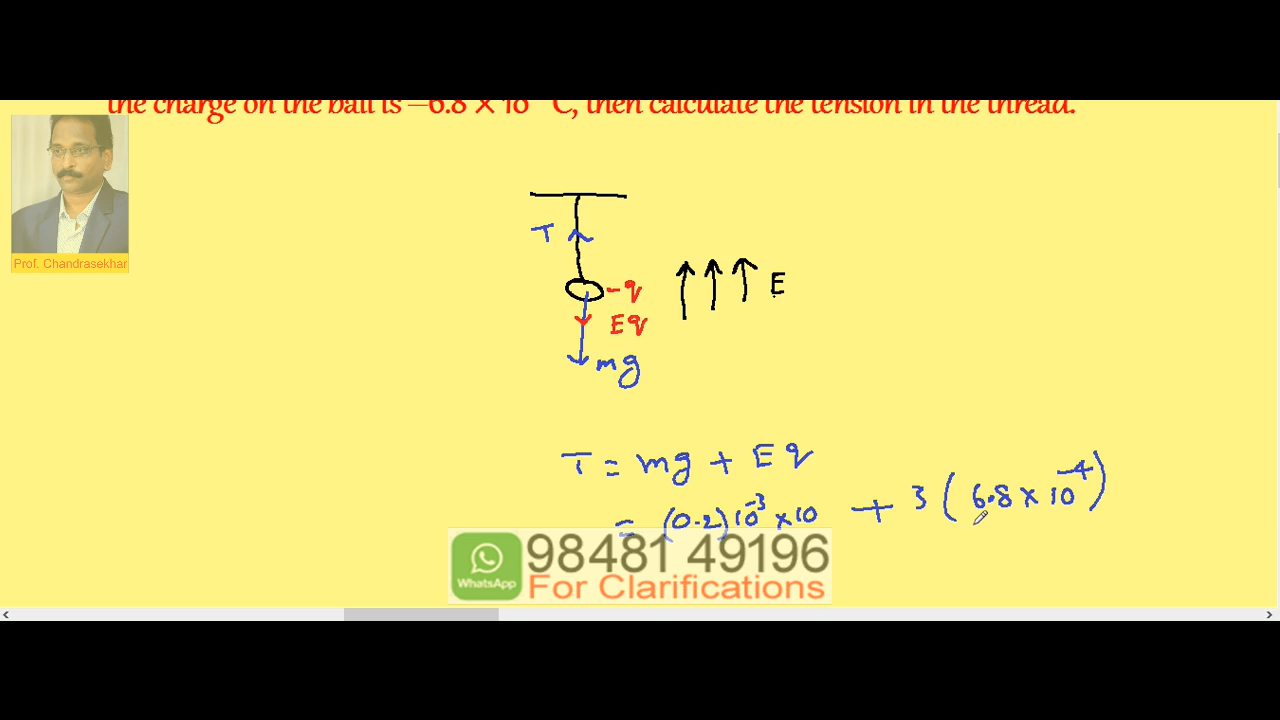 the charge on the ball is –6.8 × 10 C, then calculate the tension in the thread.
Prof. Chandrasekhar
T
-q
E
Eq
mg
T = mg + Eq
= (0.2) 10⁻³ × 10 + 3 (6.8 × 10⁻⁴)
WhatsApp
98481 49196
For Clarifications